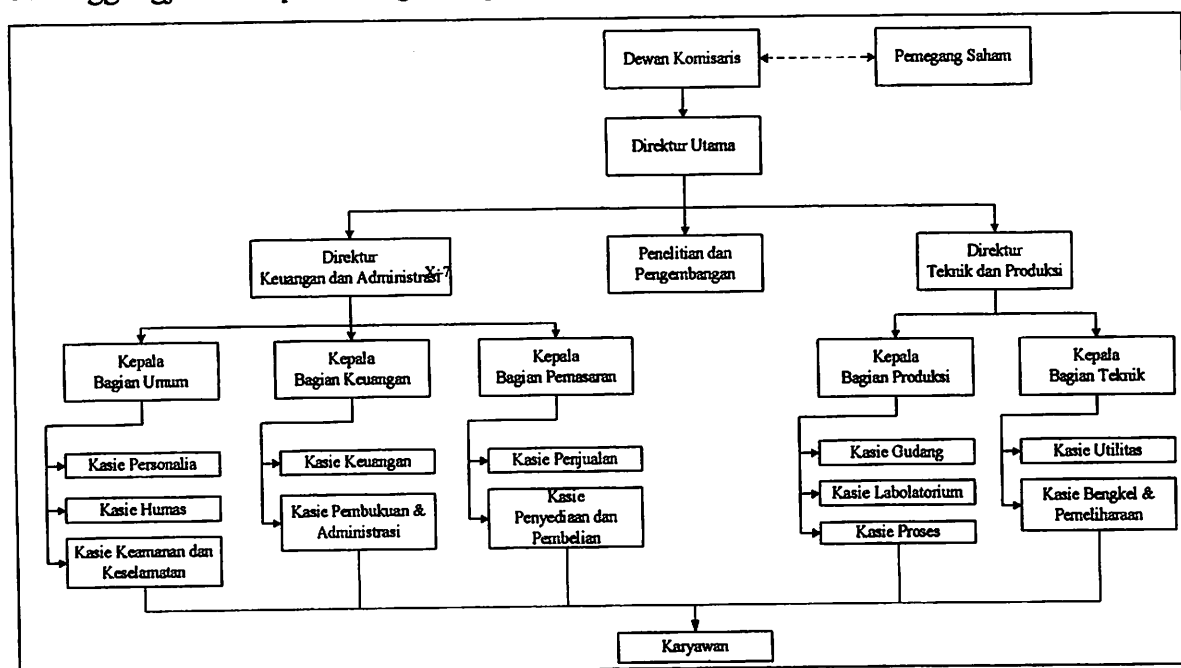 Dewan Komisaris
Pemegang Saham
Direktur Utama
Direktur
Keuangan dan Administrasi
Penelitian dan
Pengembangan
Direktur
Teknik dan Produksi
Kepala
Bagian Umum
Kepala
Bagian Keuangan
Kepala
Bagian Pemasaran
Kepala
Bagian Produksi
Kepala
Bagian Teknik
Kasie Personalia
Kasie Humas
Kasie Keamanan dan
Keselamatan
Kasie Keuangan
Kasie Pembukuan &
Administrasi
Kasie Penjualan
Kasie
Penyediaan dan
Pembelian
Kasie Gudang
Kasie Labolatorium
Kasie Proses
Kasie Utilitas
Kasie Bengkel &
Pemeliharaan
Karyawan